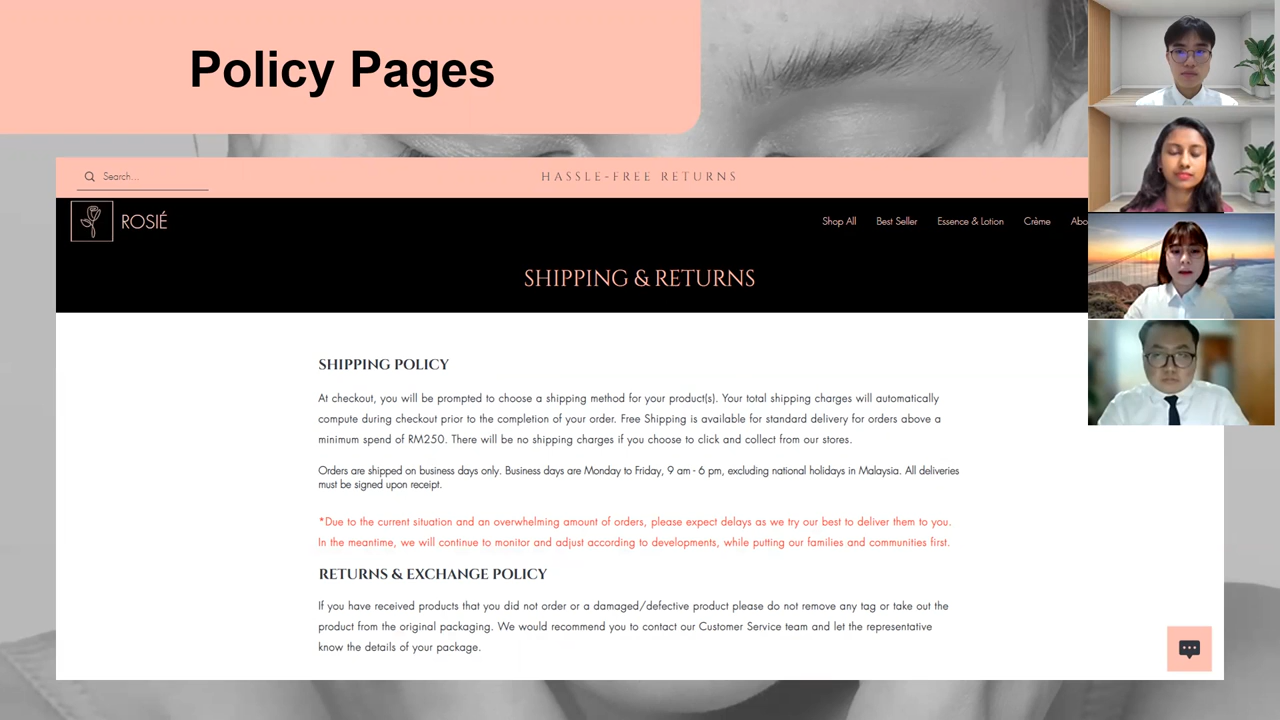 Policy Pages
Search...
HASSLE-FREE RETURNS
ROSIÉ
Shop All
Best Seller
Essence & Lotion
Crème
Abo
SHIPPING & RETURNS
SHIPPING POLICY
At checkout, you will be prompted to choose a shipping method for your product(s). Your total shipping charges will automatically
compute during checkout prior to the completion of your order. Free Shipping is available for standard delivery for orders above a
minimum spend of RM250. There will be no shipping charges if you choose to click and collect from our stores.
Orders are shipped on business days only. Business days are Monday to Friday, 9 am - 6 pm, excluding national holidays in Malaysia. All deliveries
must be signed upon receipt.
*Due to the current situation and an overwhelming amount of orders, please expect delays as we try our best to deliver them to you.
In the meantime, we will continue to monitor and adjust according to developments, while putting our families and communities first.
RETURNS & EXCHANGE POLICY
If you have received products that you did not order or a damaged/defective product please do not remove any tag or take out the
product from the original packaging. We would recommend you to contact our Customer Service team and let the representative
know the details of your package.